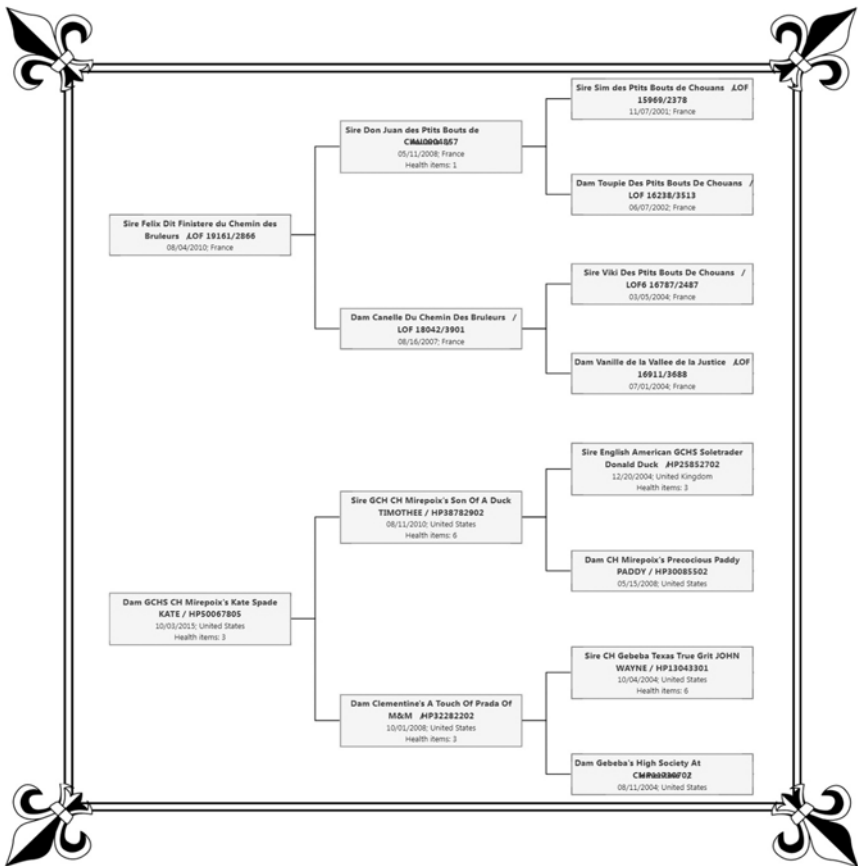 Sire Sim des Ptits Bouts de Chouans / LOF
15969/2378
11/07/2001; France
Sire Don Juan des Ptits Bouts de
05/11/2008; France
Health items: 1
Dam Toupie Des Ptits Bouts De Chouans /
LOF 16238/3513
06/07/2002; France
Sire Felix Dit Finistere du Chemin des
Bruleurs / LOF 19161/2866
08/04/2010; France
Sire Viki Des Ptits Bouts De Chouans /
LOF6 16787/2487
03/05/2004; France
Dam Canelle Du Chemin Des Bruleurs /
LOF 18042/3901
08/16/2007; France
Dam Vanille de la Vallee de la Justice / LOF
16911/3688
07/01/2004; France
Sire English American GCHS Soletrader
Donald Duck / HP25852702
12/20/2004; United Kingdom
Health items: 3
Sire GCH CH Mirepoix's Son Of A Duck
TIMOTHEE / HP38782902
08/11/2010; United States
Health items: 6
Dam CH Mirepoix's Precocious Paddy
PADDY / HP30085502
05/15/2008; United States
Dam GCHS CH Mirepoix's Kate Spade
KATE / HP50067805
10/03/2015; United States
Health items: 3
Sire CH Gebeba Texas True Grit JOHN
WAYNE / HP13043301
10/04/2004; United States
Health items: 6
Dam Clementine's A Touch Of Prada Of
M&M / HP32282202
10/01/2008; United States
Health items: 3
Dam Gebeba's High Society At
08/11/2004; United States